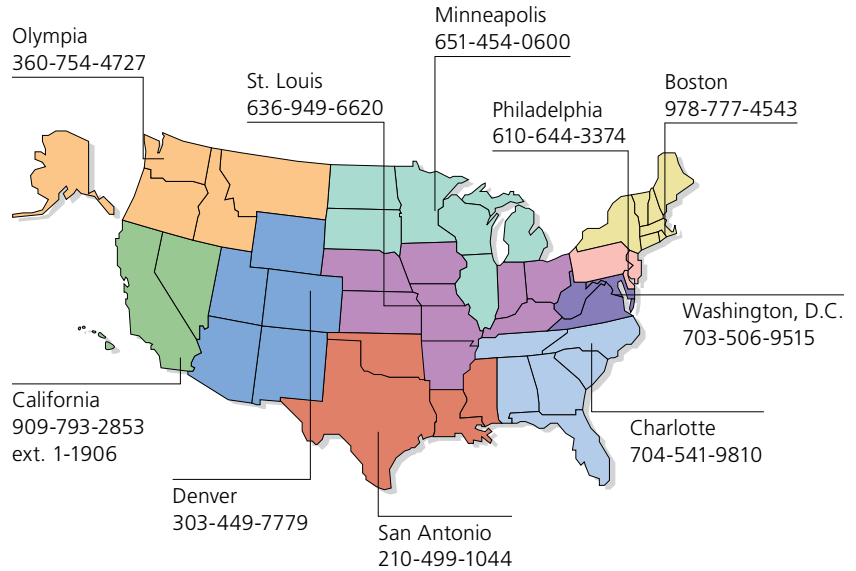 Minneapolis
651-454-0600
Olympia
360-754-4727
St. Louis
636-949-6620
Philadelphia
610-644-3374
Boston
978-777-4543
Washington, D.C.
703-506-9515
California
909-793-2853
ext. 1-1906
Charlotte
704-541-9810
Denver
303-449-7779
San Antonio
210-499-1044